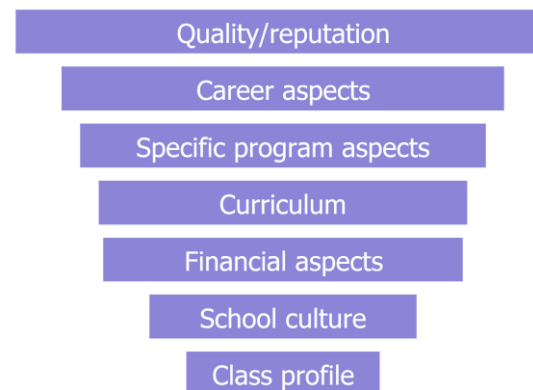 Quality/reputation
Career aspects
Specific program aspects
Curriculum
Financial aspects
School culture
Class profile